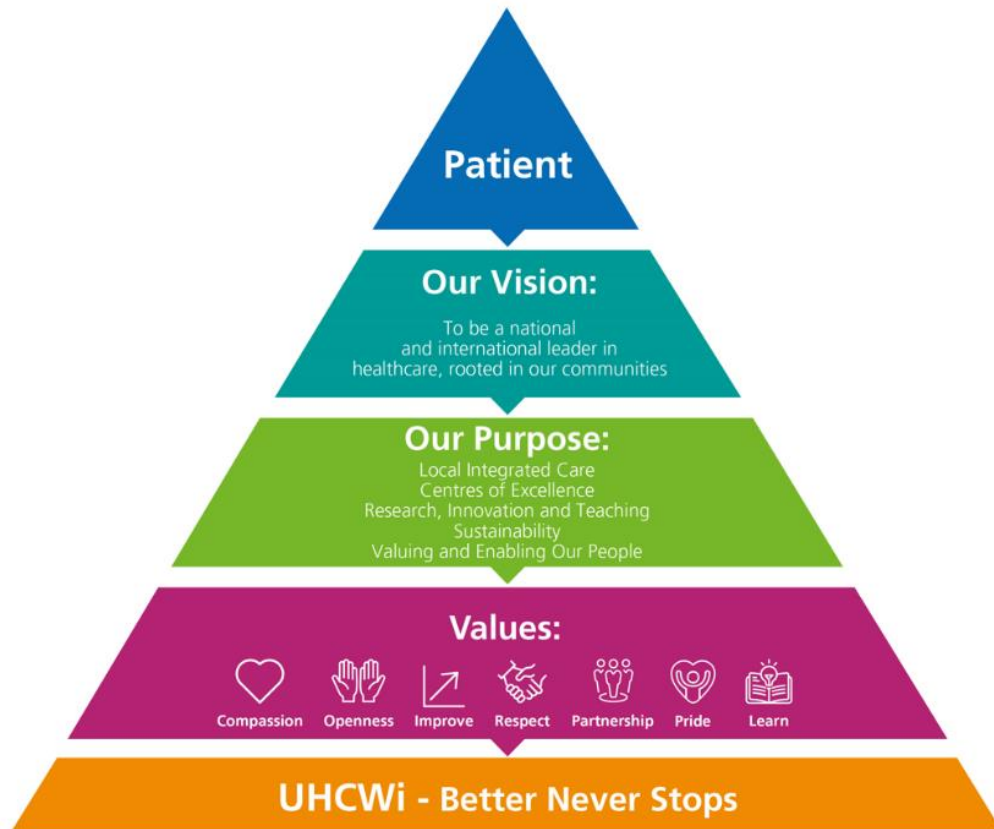 Patient
Our Vision:
To be a national
and international leader in
healthcare, rooted in our communities
Our Purpose:
Local Integrated Care
Centres of Excellence
Research, Innovation and Teaching
Sustainability
Valuing and Enabling Our People
Values:
Compassion Openness Improve Respect Partnership Pride Learn
UHCWi - Better Never Stops